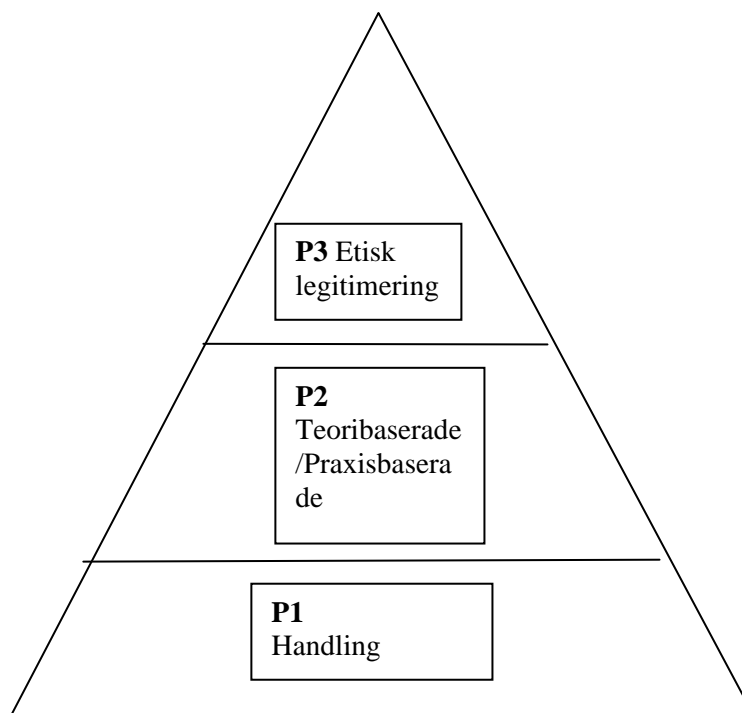 P3 Etisk
legitimering
P2
Teoribaserade
/Praxisbasera
de
P1
Handling